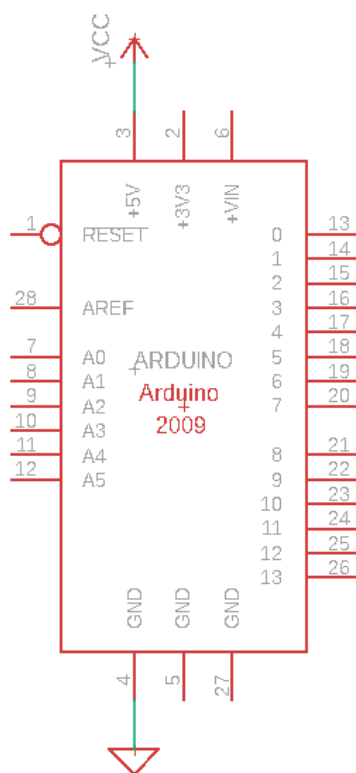 VCC
3
2
6
+5V
+3V3
+VIN
1
RESET
0
13
1
14
2
15
28
AREF
3
16
4
17
7
A0
ARDUINO
5
18
8
A1
6
19
9
A2
Arduino
7
20
10
A3
2009
11
A4
8
21
12
A5
9
22
10
23
11
24
12
25
13
26
GND
GND
GND
4
5
27